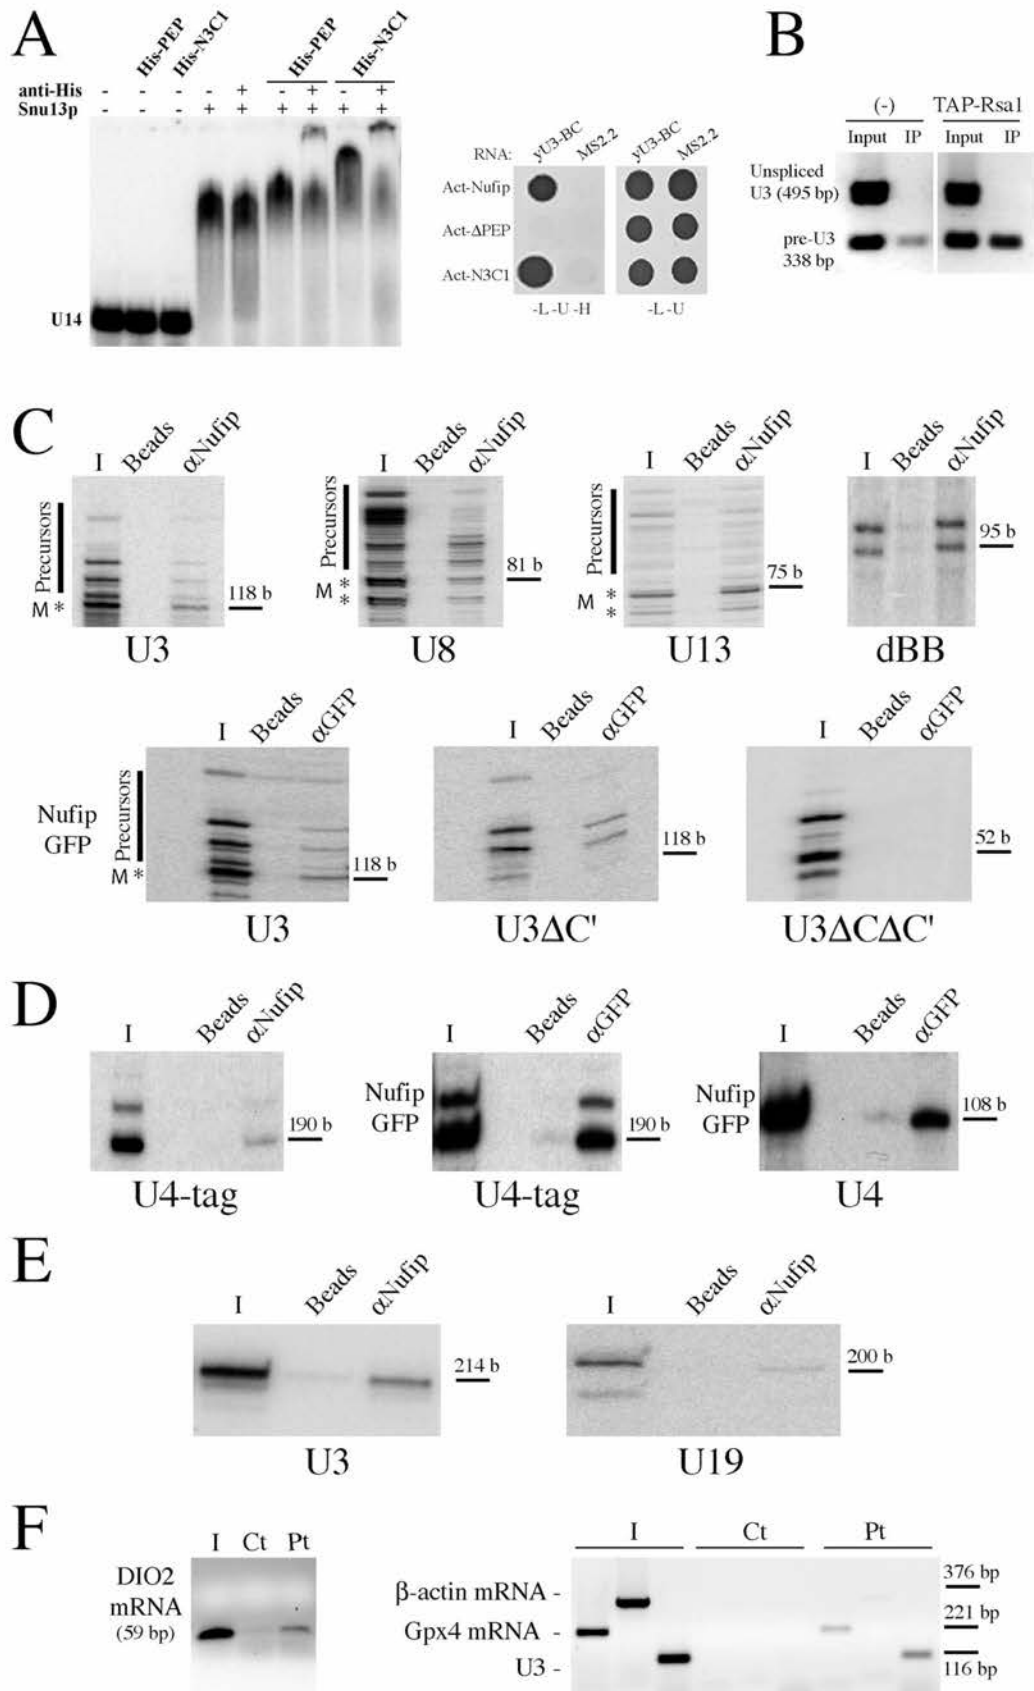 A
His-PEP
His-N3C1
His-PEP
His-N3C1
anti-His - - - - + - + - +
Snu13p - - - + + + + + +
U14
RNA: yU3-BC MS2.2 yU3-BC MS2.2
Act-Nufip
Act-ΔPEP
Act-N3C1
-L -U -H
-L -U
B
(-) TAP-Rsa1
Input IP Input IP
Unspliced
U3 (495 bp)
pre-U3
338 bp
C
I Beads αNufip
Precursors
M *
118 b
U3
I Beads αNufip
Precursors
M *
*
81 b
U8
I Beads αNufip
Precursors
M *
*
75 b
U13
I Beads αNufip
95 b
dBB
Nufip
GFP
I Beads αGFP
Precursors
M *
118 b
U3
I Beads αGFP
118 b
U3ΔC'
I Beads αGFP
52 b
U3ΔCΔC'
D
I Beads αNufip
190 b
U4-tag
Nufip
GFP
I Beads αGFP
190 b
U4-tag
Nufip
GFP
I Beads αGFP
108 b
U4
E
I Beads αNufip
214 b
U3
I Beads αNufip
200 b
U19
F
I Ct Pt
DIO2
mRNA
(59 bp)
I Ct Pt
β-actin mRNA -
Gpx4 mRNA -
U3 -
376 bp
221 bp
116 bp